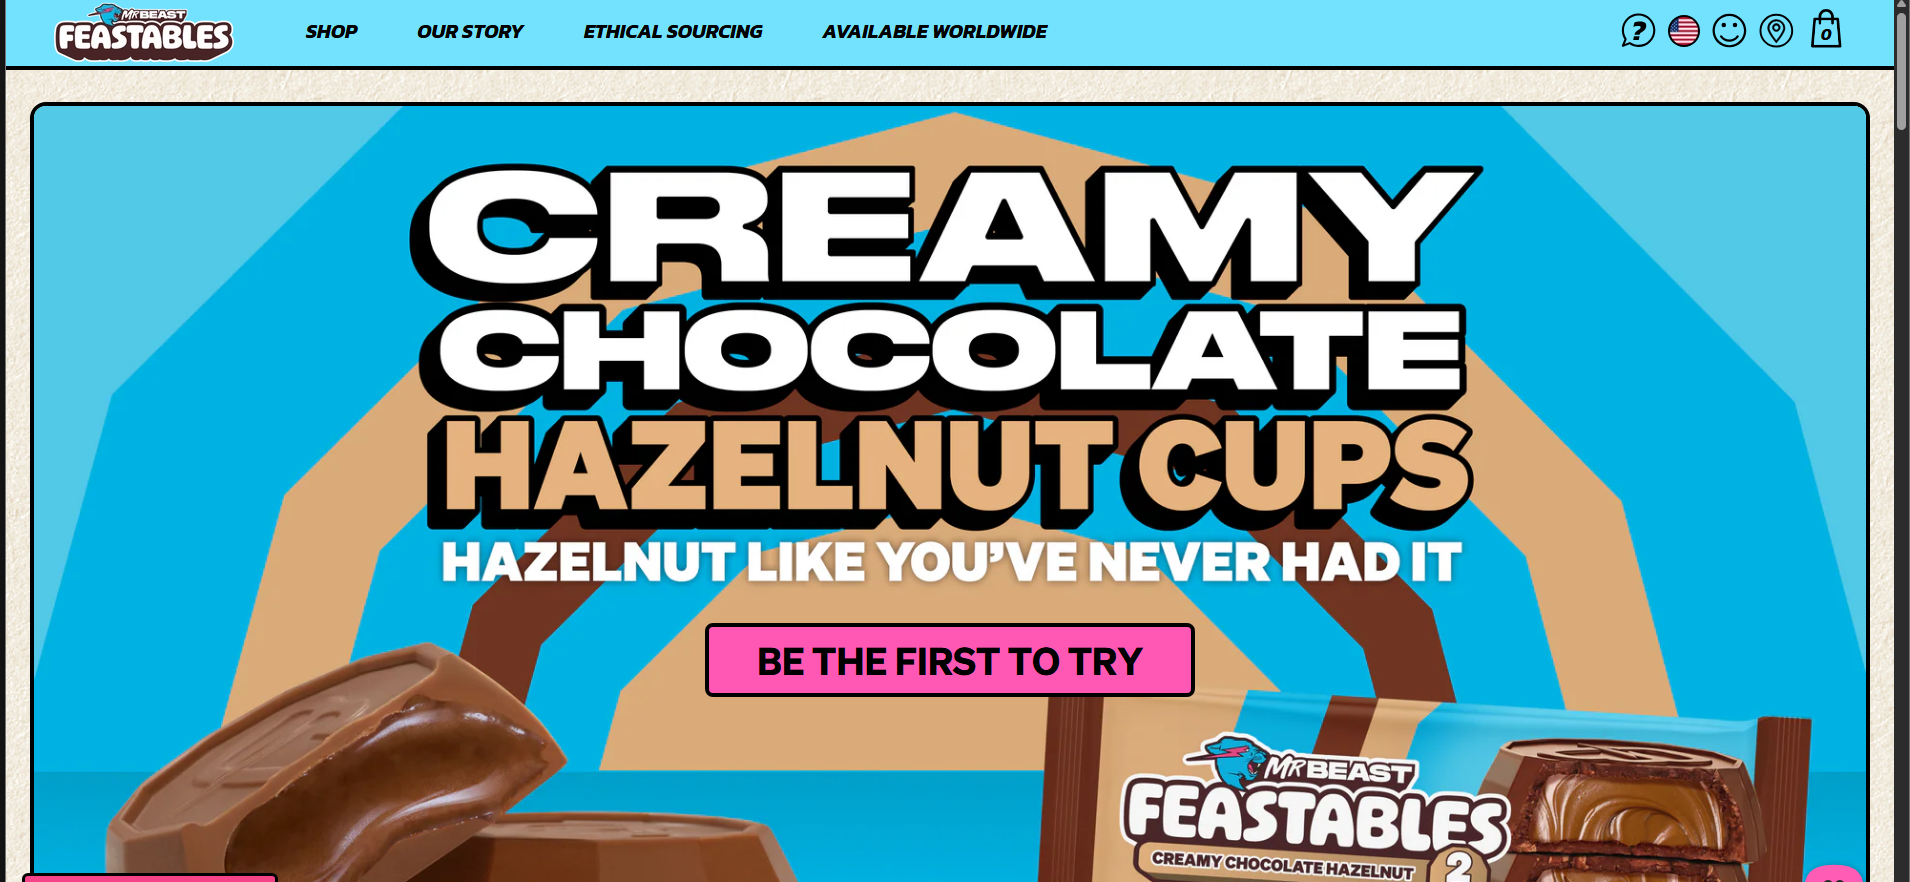 MRBEAST
FEASTABLES
SHOP
OUR STORY
ETHICAL SOURCING
AVAILABLE WORLDWIDE
?
0
CREAMY
CHOCOLATE
HAZELNUT CUPS
HAZELNUT LIKE YOU’VE NEVER HAD IT
BE THE FIRST TO TRY
MRBEAST
FEASTABLES
CREAMY CHOCOLATE HAZELNUT
2